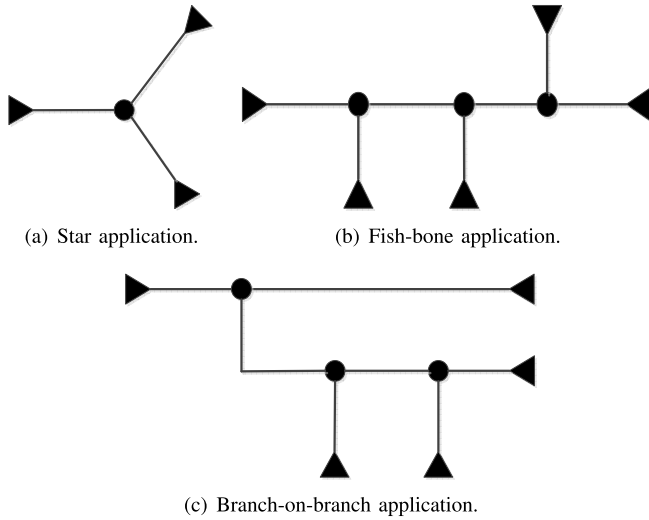 (a) Star application.
(b) Fish-bone application.
(c) Branch-on-branch application.